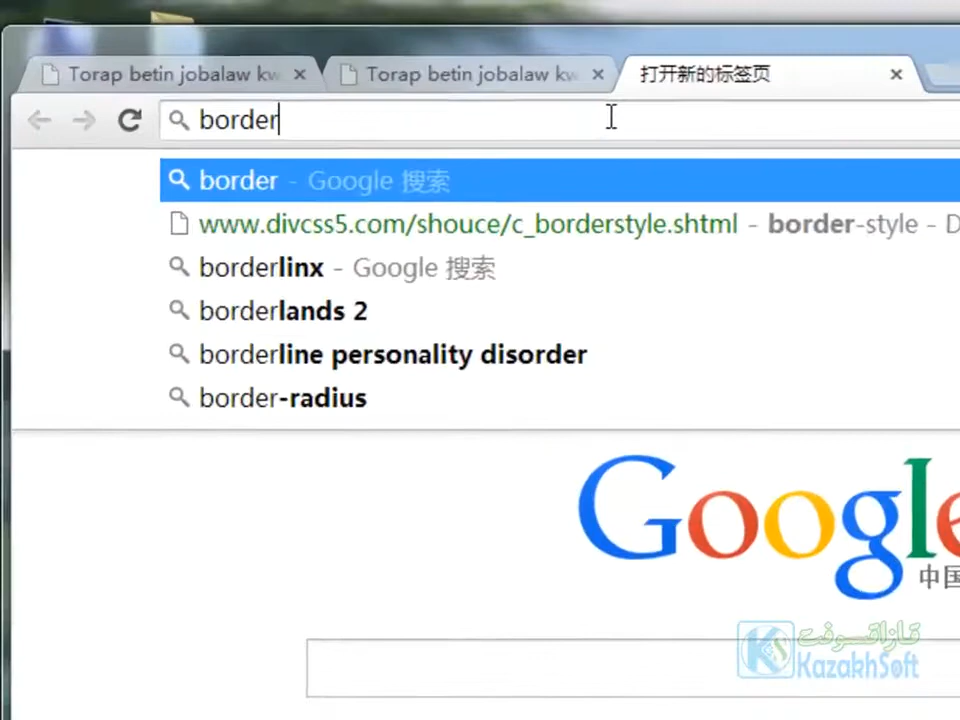 Torap betin jobalaw kw
Torap betin jobalaw kw
打开新的标签页
border
border - Google 搜索
www.divcss5.com/shouce/c_borderstyle.shtml - border-style - D
borderlinx - Google 搜索
borderlands 2
borderline personality disorder
border-radius
Google
中国
قازاقسوفت
KazakhSoft